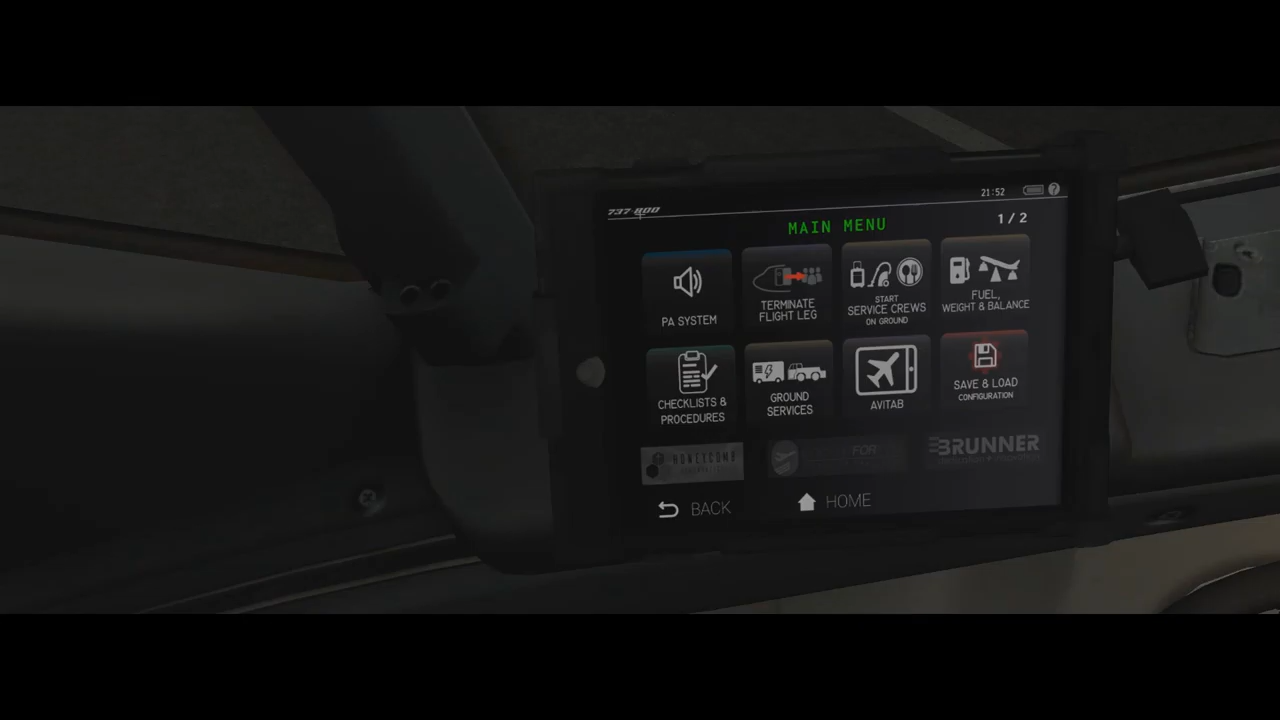 737-800
21:52
?
MAIN MENU
1/2
PA SYSTEM
TERMINATE
FLIGHT LEG
START
SERVICE CREWS
ON GROUND
FUEL,
WEIGHT & BALANCE
CHECKLISTS &
PROCEDURES
GROUND
SERVICES
AVITAB
SAVE & LOAD
CONFIGURATION
HONEYCOMB
FOR
BRUNNER
BACK
HOME